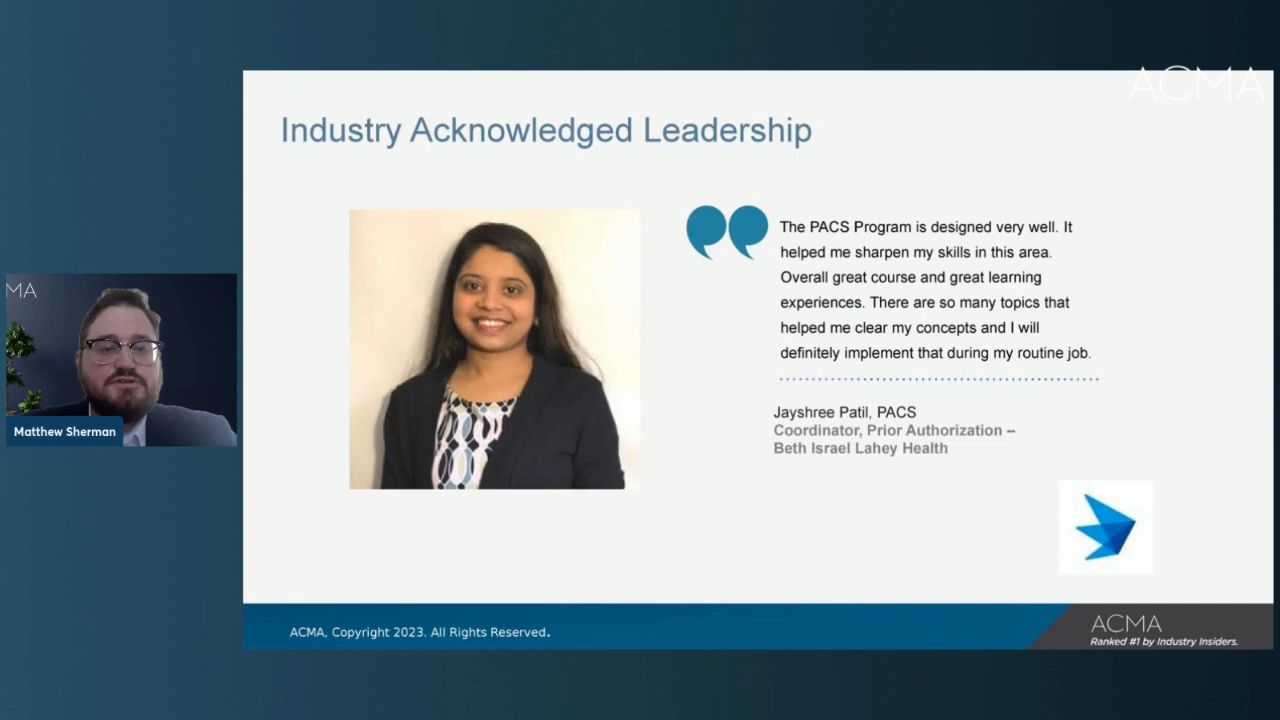 ACMA
Industry Acknowledged Leadership
The PACS Program is designed very well. It
helped me sharpen my skills in this area.
Overall great course and great learning
experiences. There are so many topics that
helped me clear my concepts and I will
definitely implement that during my routine job.
Jayshree Patil, PACS
Coordinator, Prior Authorization –
Beth Israel Lahey Health
MA
Matthew Sherman
ACMA, Copyright 2023. All Rights Reserved.
ACMA
Ranked #1 by Industry Insiders.